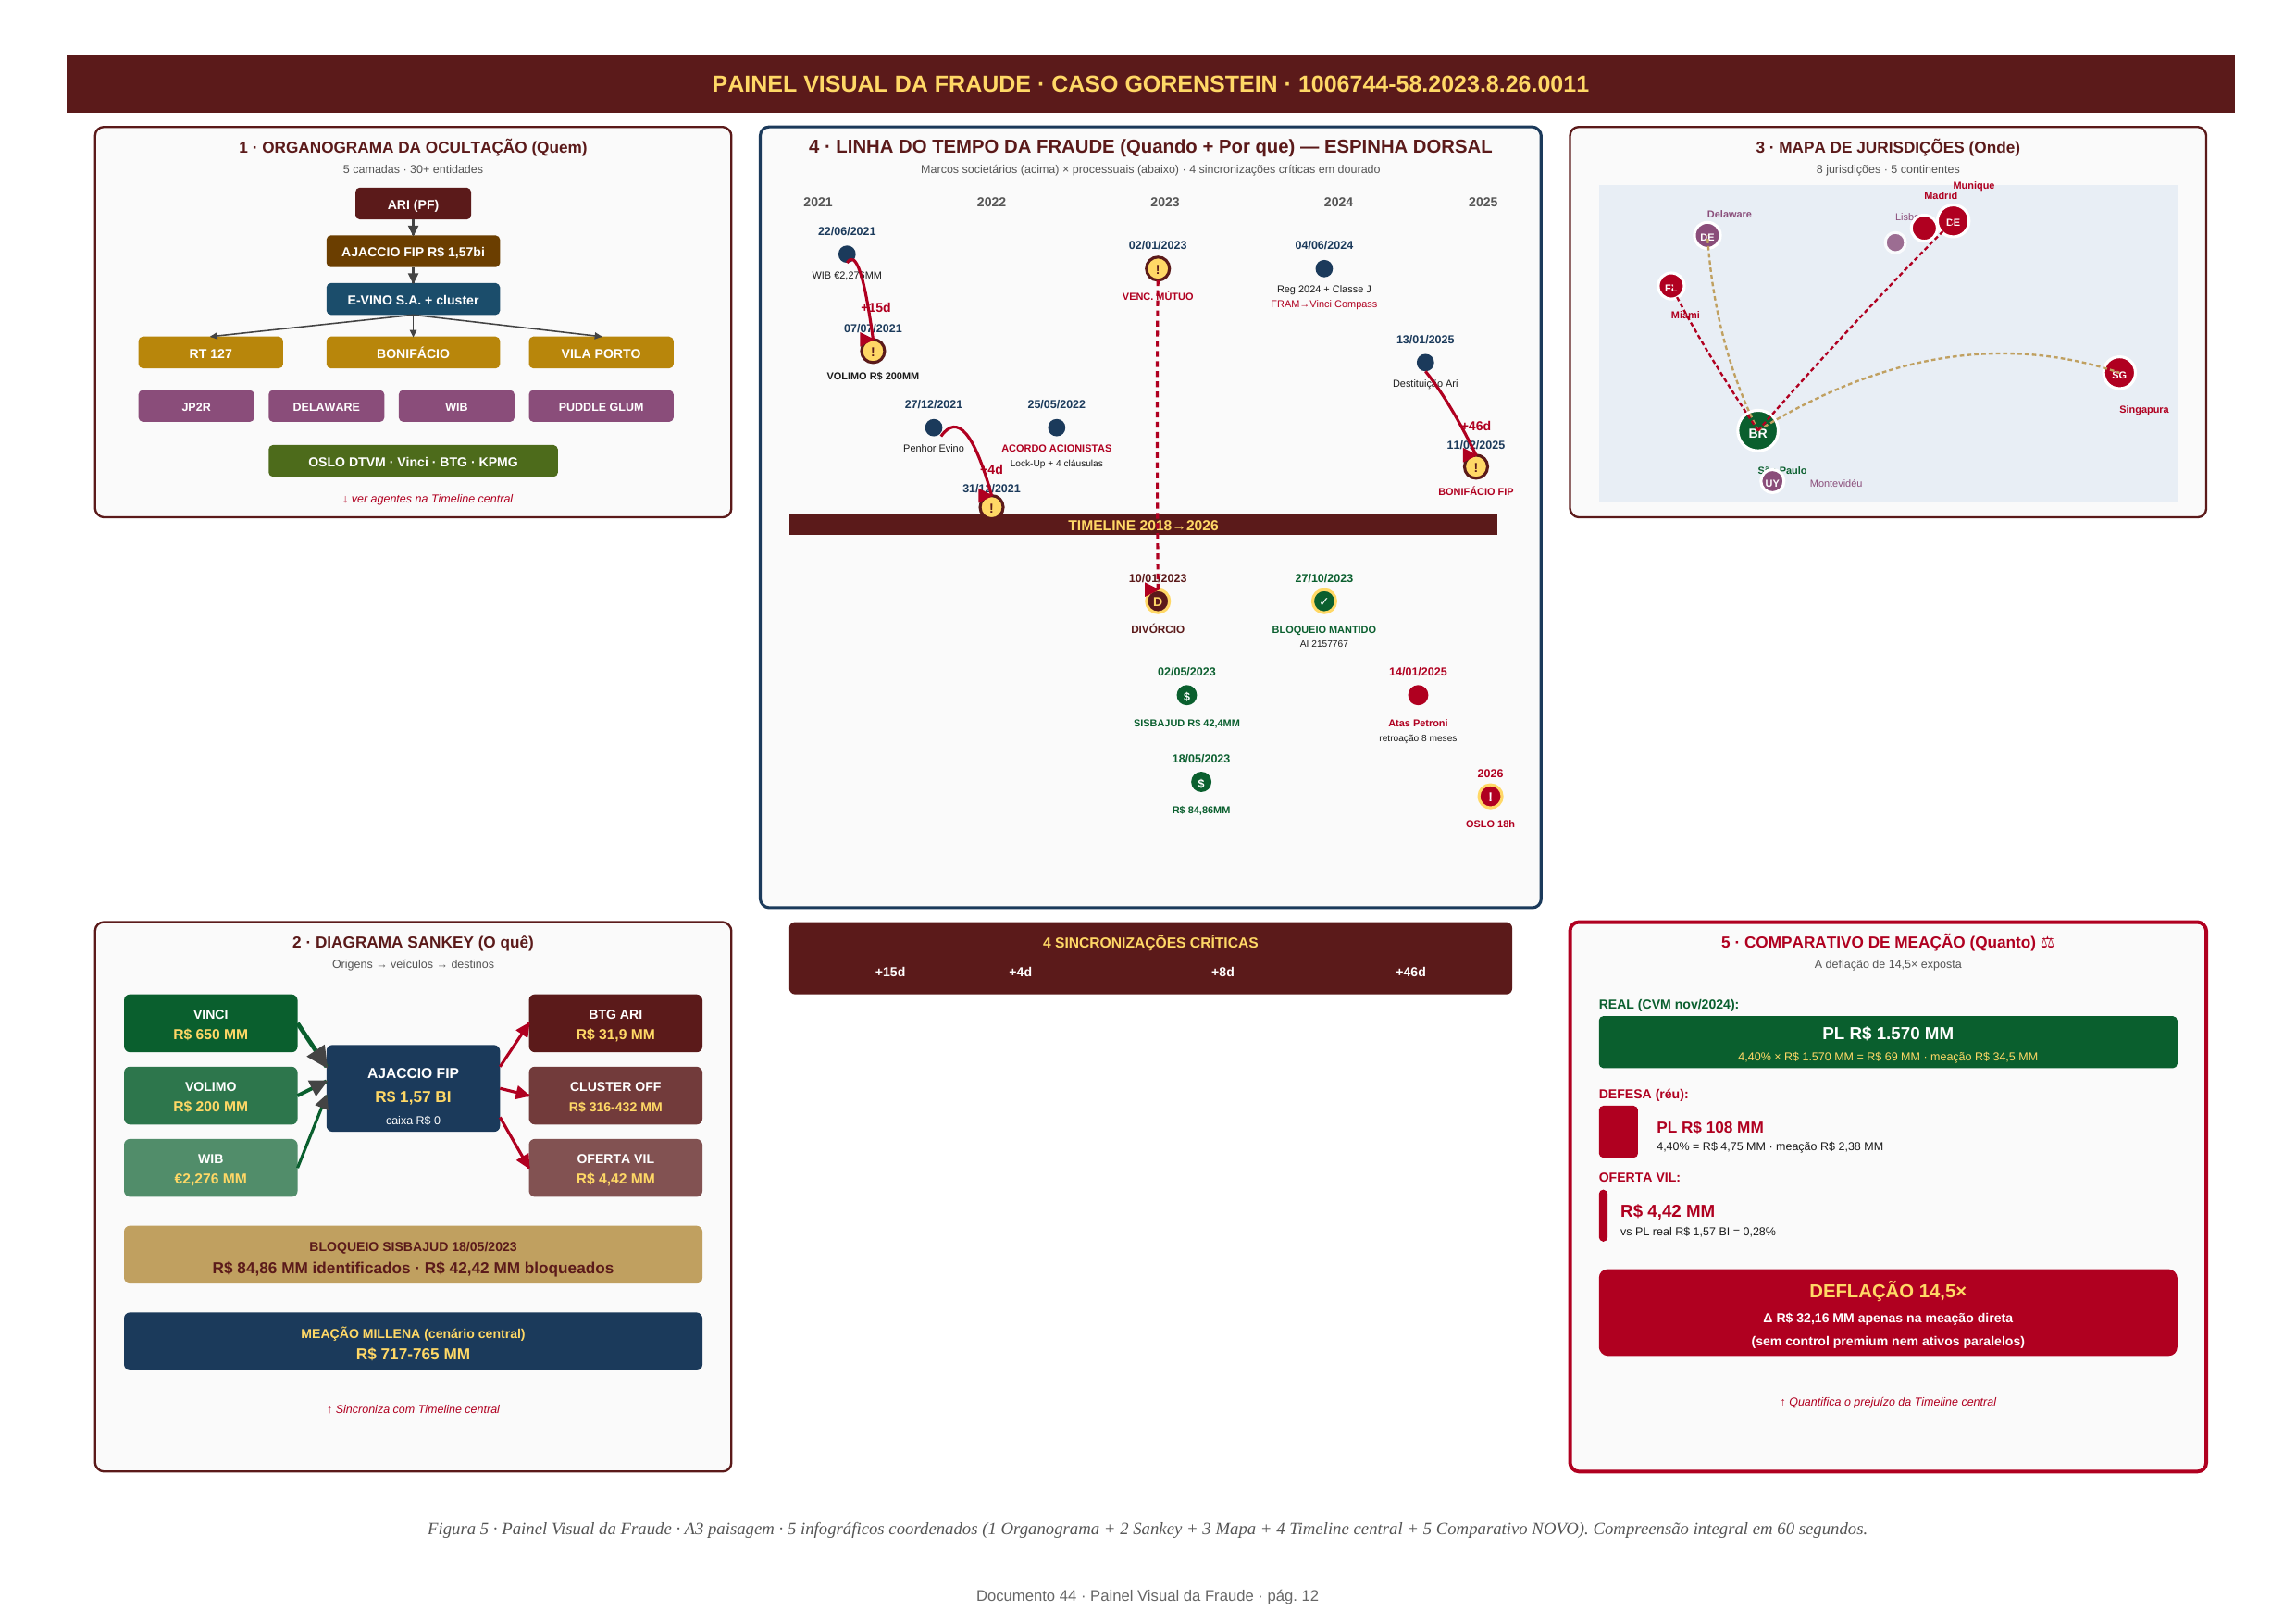 PAINEL VISUAL DA FRAUDE · CASO GORENSTEIN · 1006744-58.2023.8.26.0011
1 · ORGANOGRAMA DA OCULTAÇÃO (Quem)
5 camadas · 30+ entidades
ARI (PF)
AJACCIO FIP R$ 1,57bi
E-VINO S.A. + cluster
RT 127
BONIFÁCIO
VILA PORTO
JP2R
DELAWARE
WIB
PUDDLE GLUM
OSLO DTVM · Vinci · BTG · KPMG
↓ ver agentes na Timeline central
4 · LINHA DO TEMPO DA FRAUDE (Quando + Por que) — ESPINHA DORSAL
Marcos societários (acima) × processuais (abaixo) · 4 sincronizações críticas em dourado
2021
2022
2023
2024
2025
22/06/2021
WIB €2,276MM
+15d
07/07/2021
!
VOLIMO R$ 200MM
27/12/2021
Penhor Evino
+4d
31/12/2021
!
25/05/2022
ACORDO ACIONISTAS
Lock-Up + 4 cláusulas
02/01/2023
!
VENC. MÚTUO
04/06/2024
Reg 2024 + Classe J
FRAM→Vinci Compass
13/01/2025
Destituição Ari
+46d
11/02/2025
!
BONIFÁCIO FIP
TIMELINE 2018→2026
10/01/2023
D
DIVÓRCIO
27/10/2023
✓
BLOQUEIO MANTIDO
AI 2157767
02/05/2023
$
SISBAJUD R$ 42,4MM
14/01/2025
Atas Petroni
retroação 8 meses
18/05/2023
$
R$ 84,86MM
2026
!
OSLO 18h
3 · MAPA DE JURISDIÇÕES (Onde)
8 jurisdições · 5 continentes
Munique
Madrid
Delaware
DE
DE
Miami
SG
Singapura
BR
São Paulo
UY
Montevidéu
2 · DIAGRAMA SANKEY (O quê)
Origens → veículos → destinos
VINCI
R$ 650 MM
VOLIMO
R$ 200 MM
WIB
€2,276 MM
AJACCIO FIP
R$ 1,57 BI
caixa R$ 0
BTG ARI
R$ 31,9 MM
CLUSTER OFF
R$ 316-432 MM
OFERTA VIL
R$ 4,42 MM
BLOQUEIO SISBAJUD 18/05/2023
R$ 84,86 MM identificados · R$ 42,42 MM bloqueados
MEAÇÃO MILLENA (cenário central)
R$ 717-765 MM
↑ Sincroniza com Timeline central
4 SINCRONIZAÇÕES CRÍTICAS
+15d +4d +8d +46d
5 · COMPARATIVO DE MEAÇÃO (Quanto) ⚖
A deflação de 14,5× exposta
REAL (CVM nov/2024):
PL R$ 1.570 MM
4,40% × R$ 1.570 MM = R$ 69 MM · meação R$ 34,5 MM
DEFESA (réu):
PL R$ 108 MM
4,40% = R$ 4,75 MM · meação R$ 2,38 MM
OFERTA VIL:
R$ 4,42 MM
vs PL real R$ 1,57 BI = 0,28%
DEFLAÇÃO 14,5×
Δ R$ 32,16 MM apenas na meação direta
(sem control premium nem ativos paralelos)
↑ Quantifica o prejuízo da Timeline central
Figura 5 · Painel Visual da Fraude · A3 paisagem · 5 infográficos coordenados (1 Organograma + 2 Sankey + 3 Mapa + 4 Timeline central + 5 Comparativo NOVO). Compreensão integral em 60 segundos.
Documento 44 · Painel Visual da Fraude · pág. 12